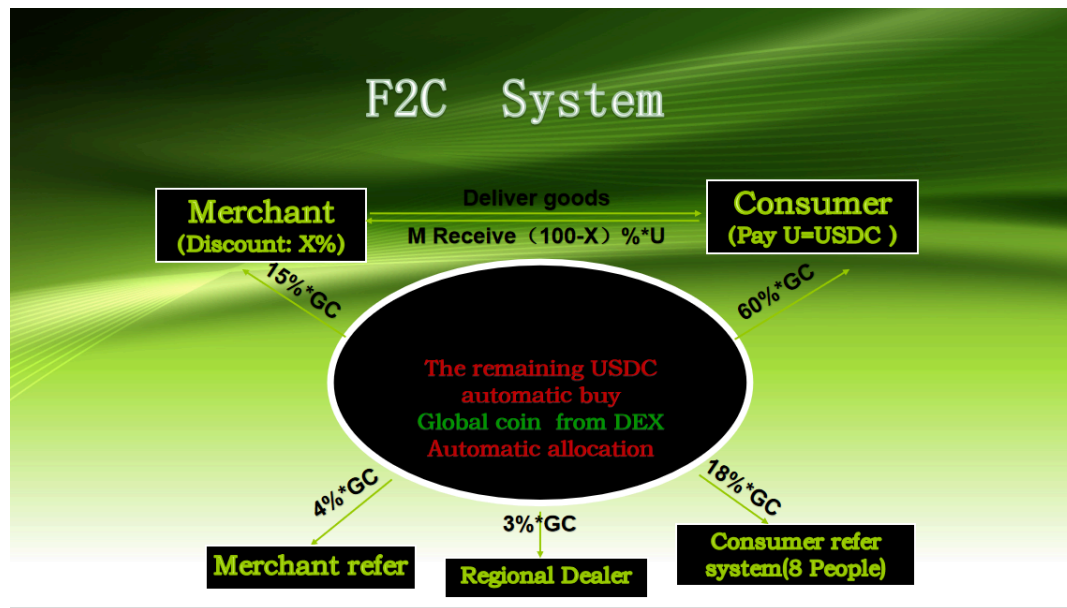 F2C System
Deliver goods
Merchant
(Discount: X%)
Consumer
(Pay U=USDC )
M Receive（100-X）%*U
15%*GC
60%*GC
The remaining USDC
automatic buy
Global coin from DEX
Automatic allocation
4%*GC
18%*GC
3%*GC
Merchant refer
Regional Dealer
Consumer refer
system(8 People)